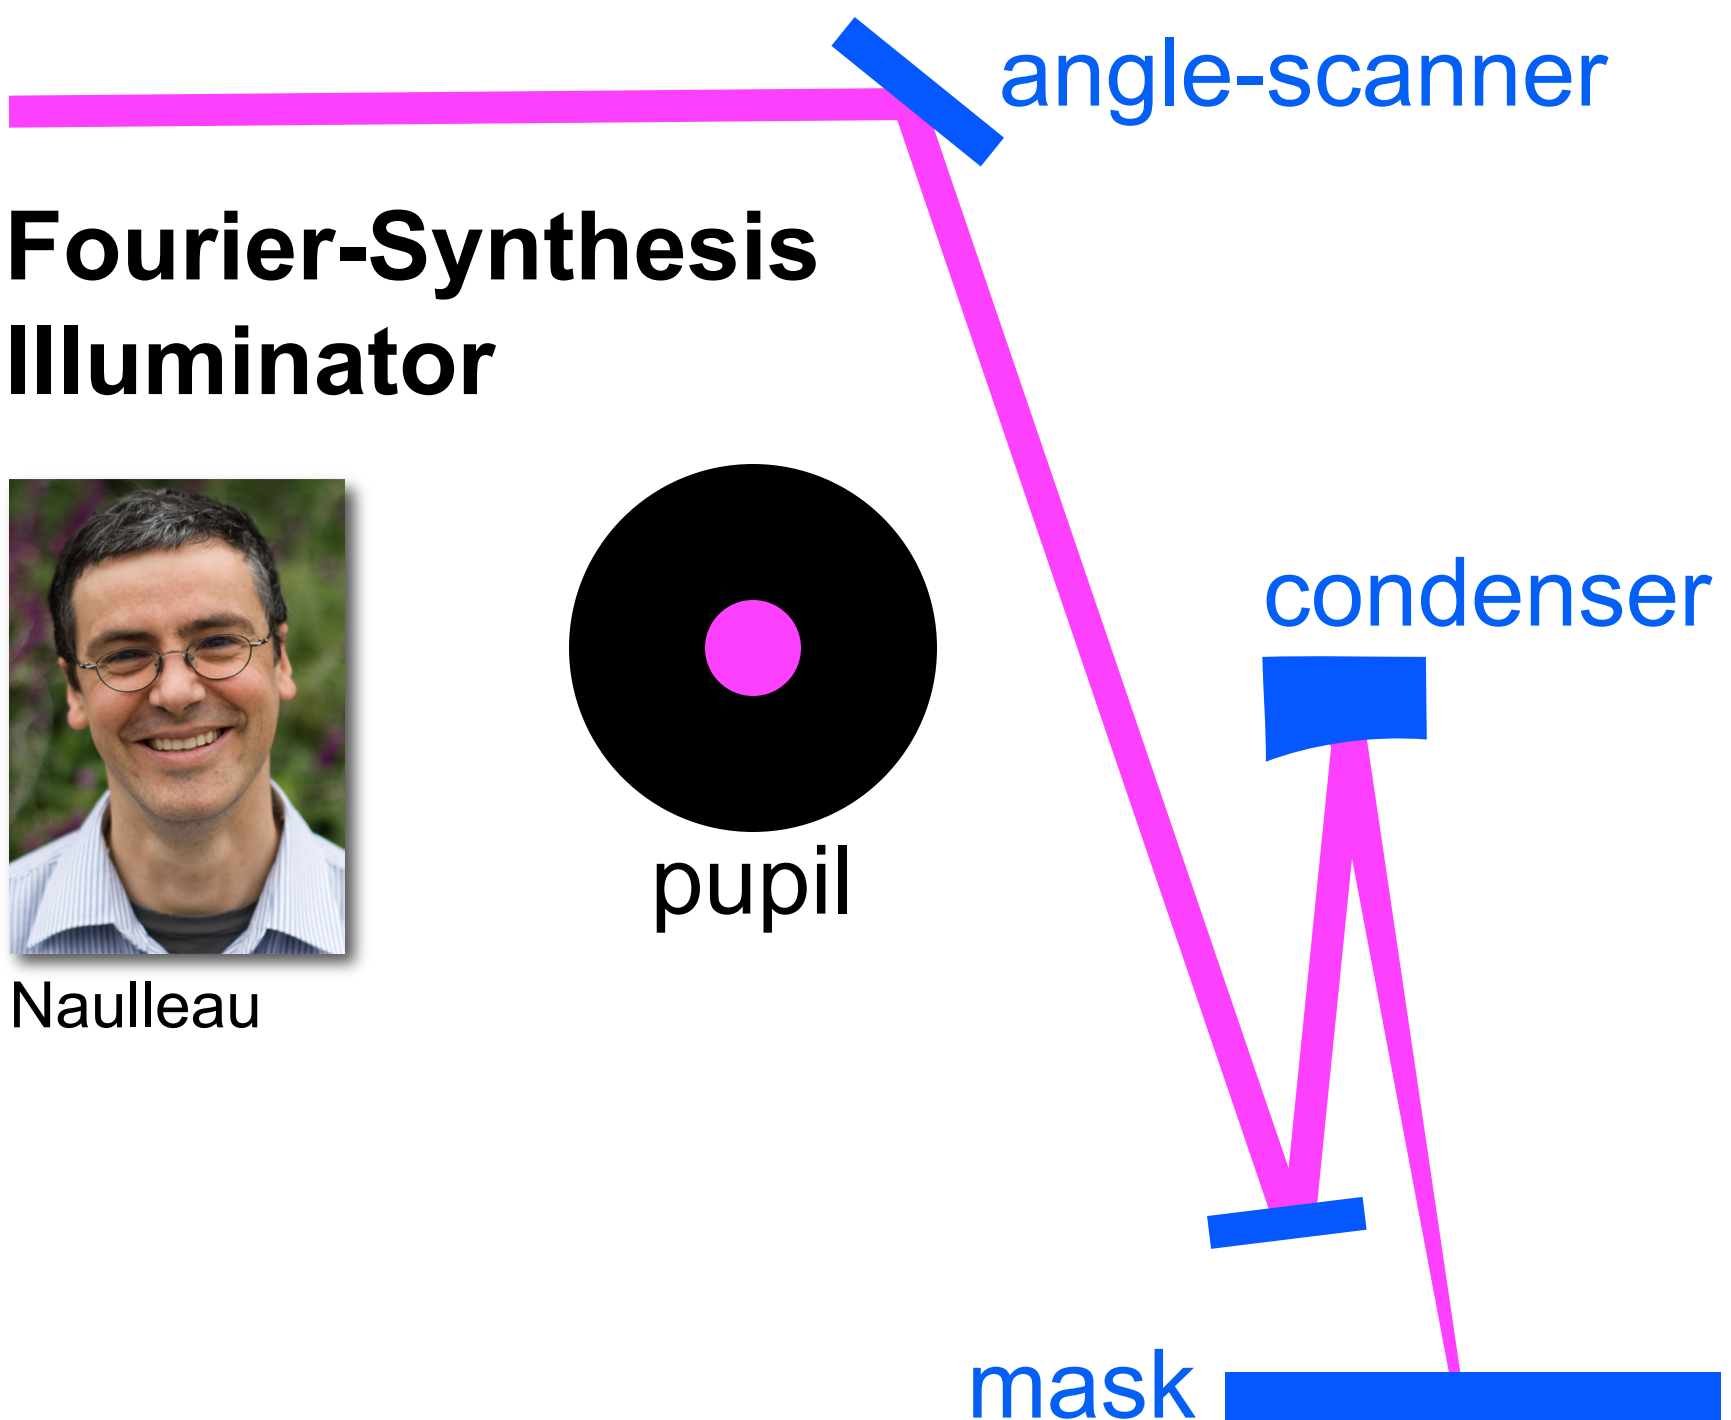 angle-scanner
Fourier-Synthesis
Illuminator
condenser
pupil
Naulleau
mask